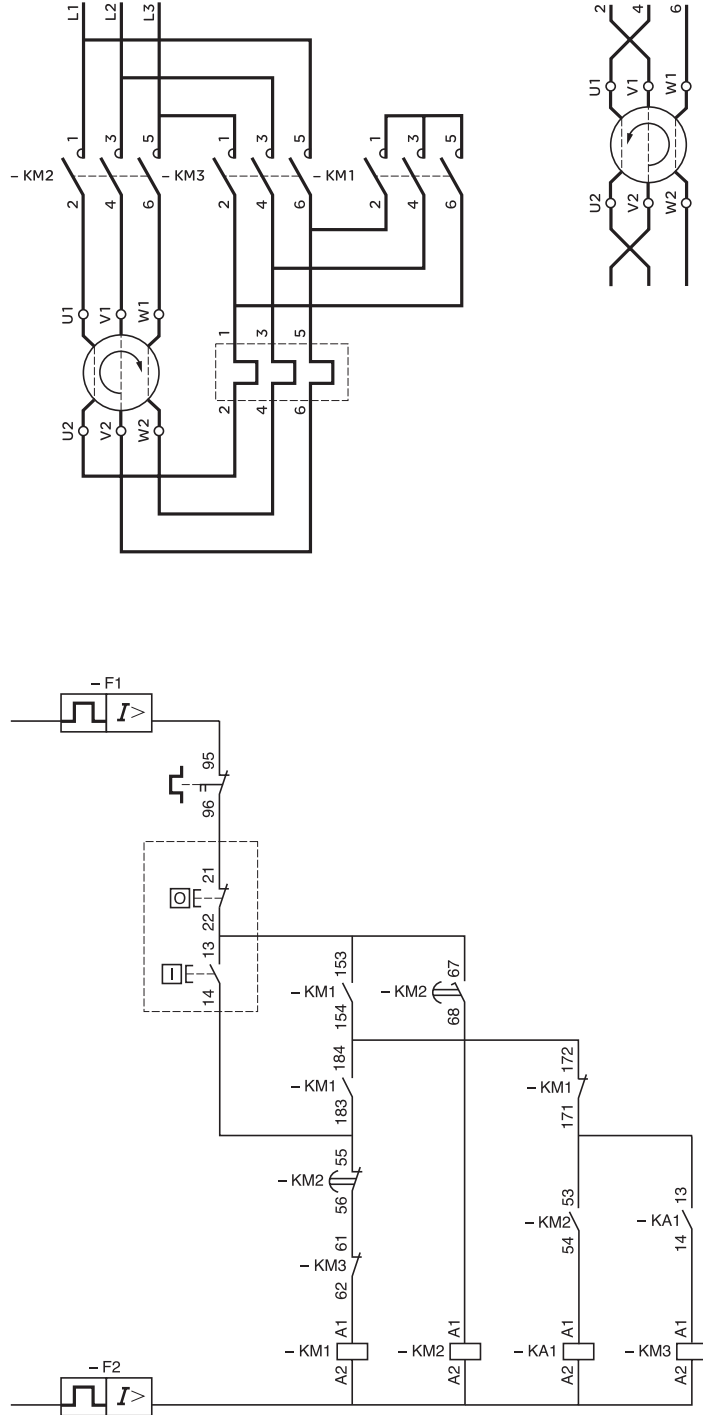 L1 L2 L3
2 4 6
U1 V1 W1
U2 V2 W2
1 3 5 1 3 5 1 3 5
– KM2 – KM3 – KM1
2 4 6 2 4 6 2 4 6
U1 V1 W1 1 3 5
U2 V2 W2 2 4 6
– F1
I>
95
96
21
O
22
13
I
14
153 67
– KM1 – KM2
154 68
184 172
– KM1 – KM1
183 171
55
– KM2
56
53 13
– KM2 – KA1
54 14
61
– KM3
62
A1 A1 A1 A1
– KM1 – KM2 – KA1 – KM3
A2 A2 A2 A2
– F2
I>